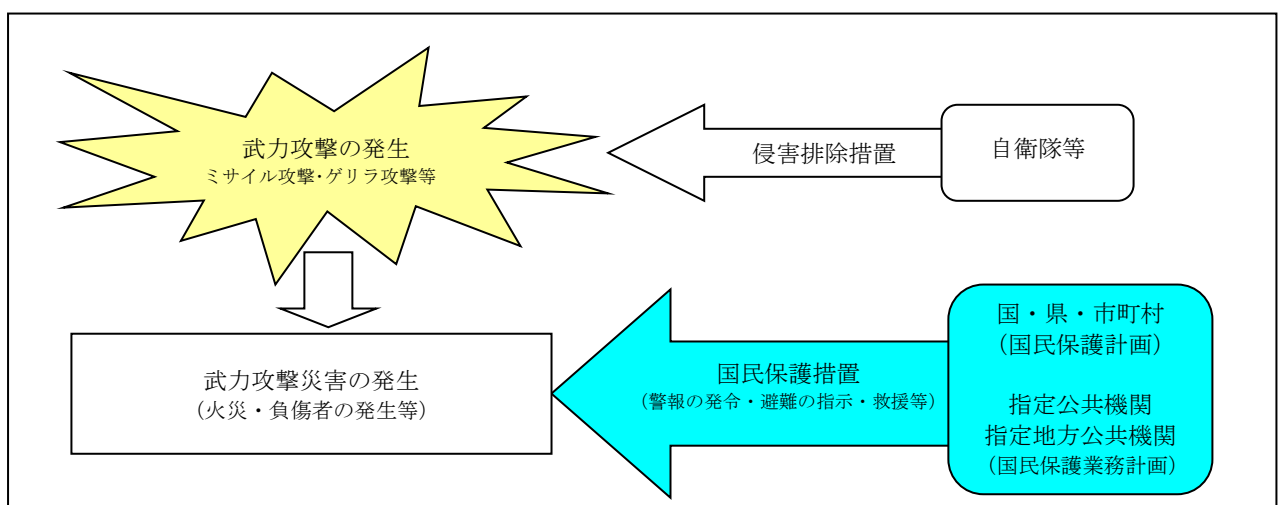 武力攻撃の発生
ミサイル攻撃・ゲリラ攻撃等
侵害排除措置
自衛隊等
武力攻撃災害の発生
（火災・負傷者の発生等）
国民保護措置
（警報の発令・避難の指示・救援等）
国・県・市町村
（国民保護計画）
指定公共機関
指定地方公共機関
（国民保護業務計画）